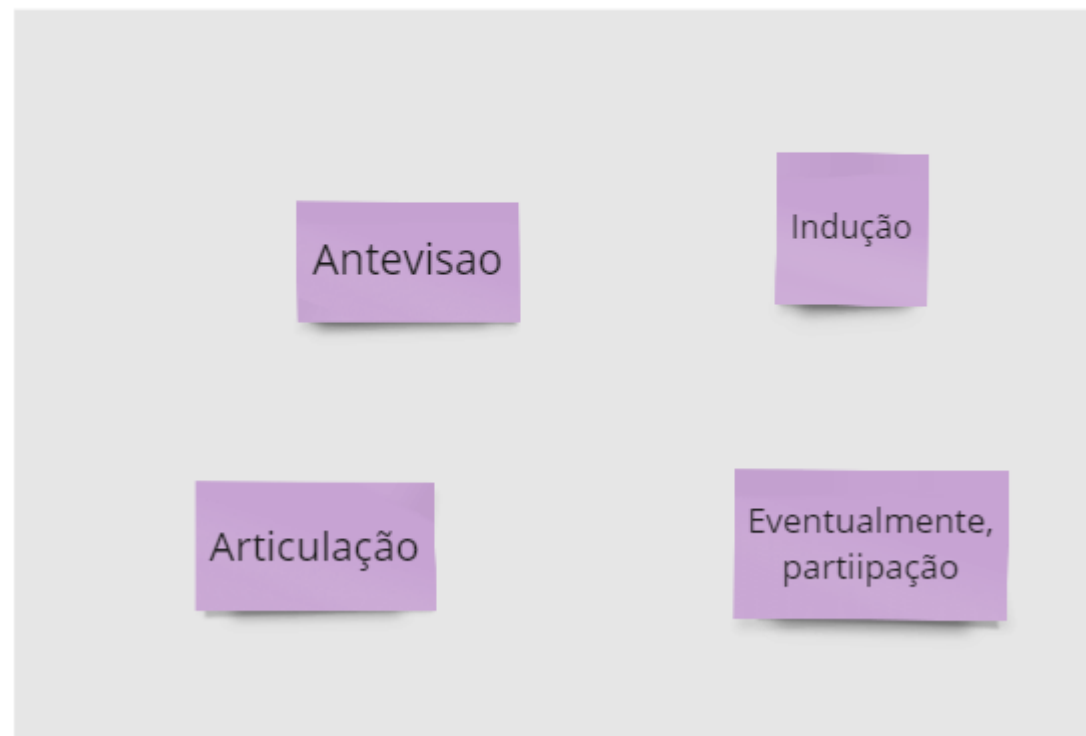 Antevisao
Indução
Articulação
Eventualmente,
partiipação